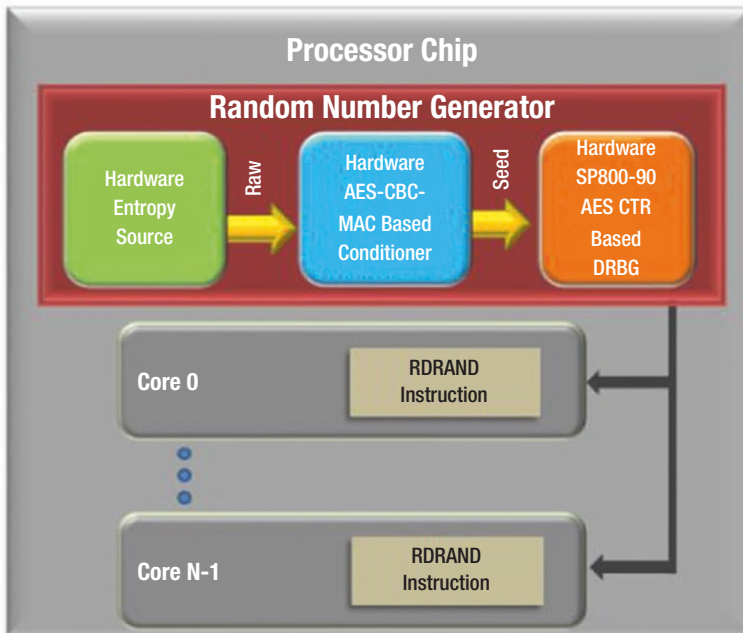 Processor Chip
Random Number Generator
Hardware
Entropy
Source
Raw
Hardware
AES-CBC-
MAC Based
Conditioner
Seed
Hardware
SP800-90
AES CTR
Based
DRBG
Core 0
RDRAND
Instruction
Core N-1
RDRAND
Instruction